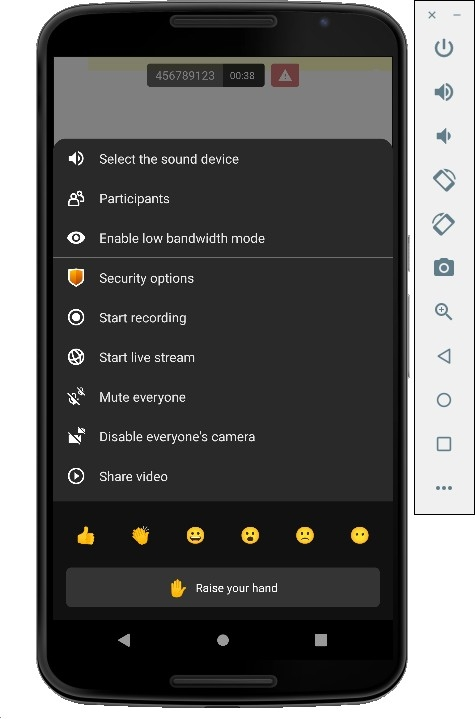 456789123 00:38
Select the sound device
Participants
Enable low bandwidth mode
Security options
Start recording
Start live stream
Mute everyone
Disable everyone's camera
Share video
Raise your hand